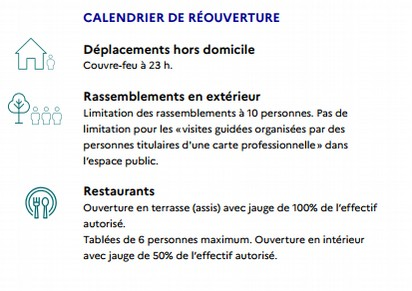 CALENDRIER DE RÉOUVERTURE
Déplacements hors domicile
Couvre-feu à 23 h.
Rassemblements en extérieur
Limitation des rassemblements à 10 personnes. Pas de
limitation pour les «visites guidées organisées par des
personnes titulaires d'une carte professionnelle» dans
l'espace public.
Restaurants
Ouverture en terrasse (assis) avec jauge de 100% de l'effectif
autorisé.
Tablées de 6 personnes maximum. Ouverture en intérieur
avec jauge de 50% de l'effectif autorisé.